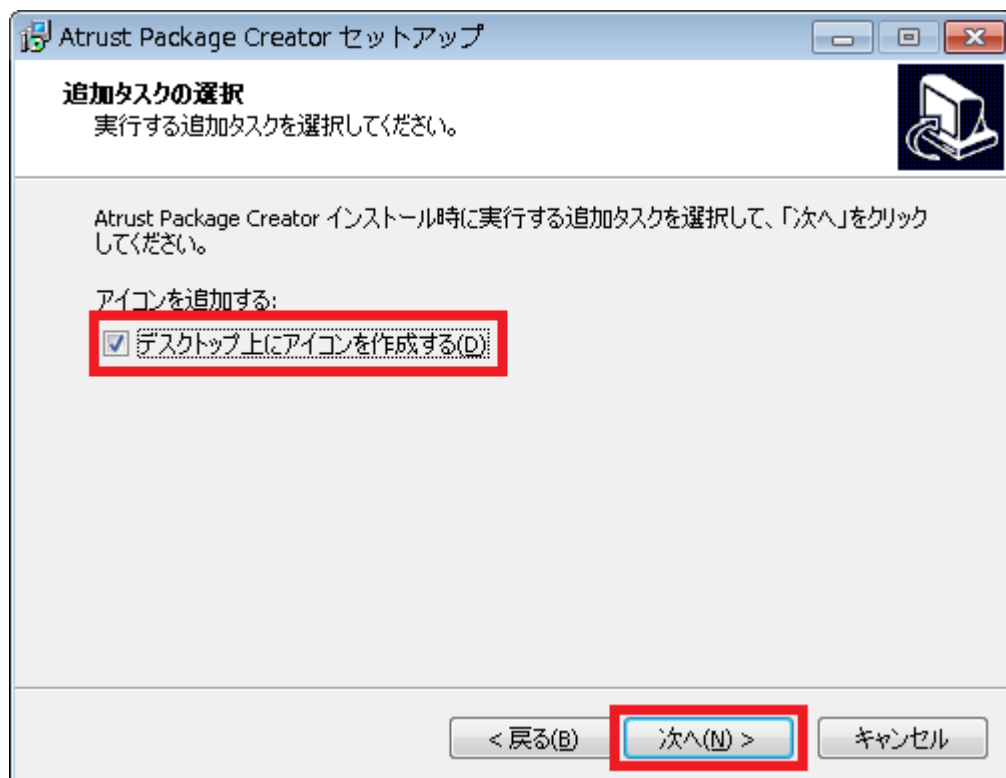 Atrust Package Creator セットアップ
追加タスクの選択
実行する追加タスクを選択してください。
Atrust Package Creator インストール時に実行する追加タスクを選択して、「次へ」をクリック
してください。
アイコンを追加する:
デスクトップ上にアイコンを作成する(D)
< 戻る(B)
次へ(N) >
キャンセル